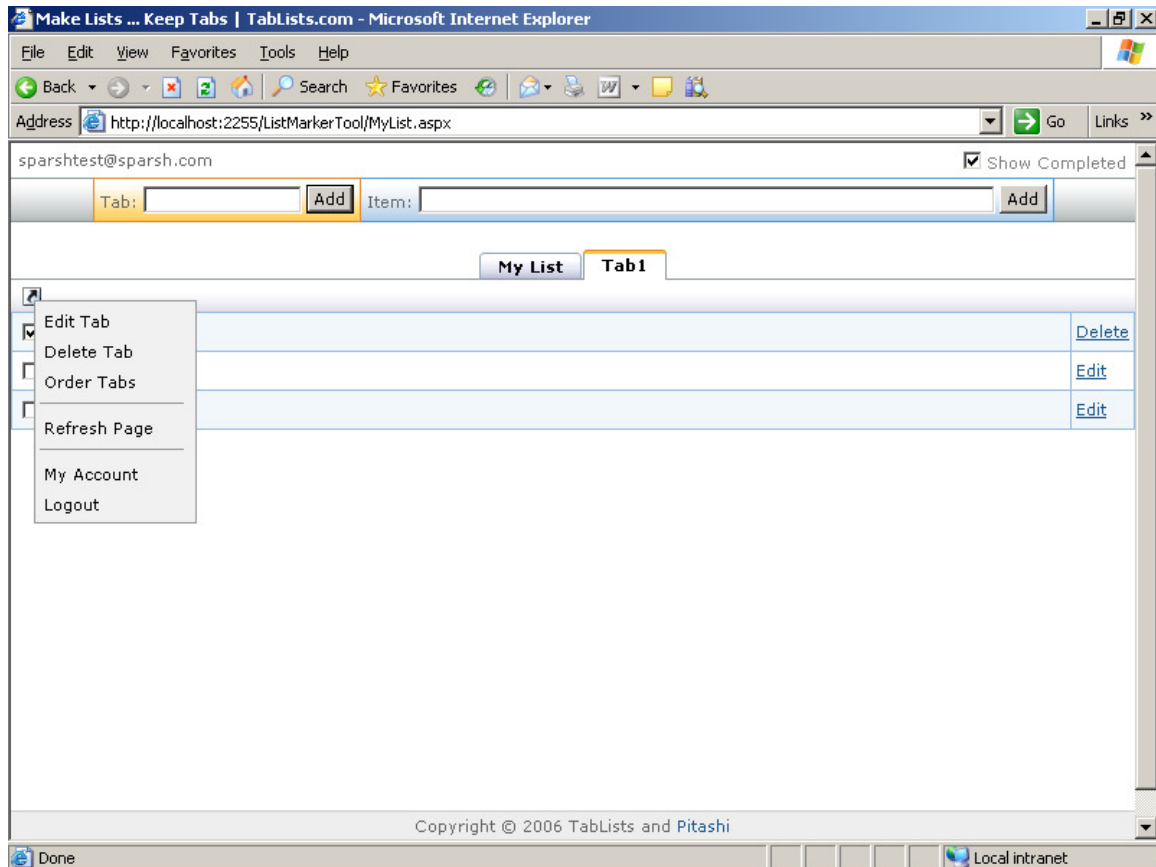 Make Lists ... Keep Tabs | TabLists.com - Microsoft Internet Explorer
File Edit View Favorites Tools Help
Back Search Favorites
Address http://localhost:2255/ListMarkerTool/MyList.aspx Go Links »
sparshtest@sparsh.com Show Completed
Tab: Add Item: Add
My List Tab1
Edit Tab
Delete Tab
Order Tabs
Refresh Page
My Account
Logout
Delete
Edit
Edit
Copyright © 2006 TabLists and Pitashi
Done Local intranet